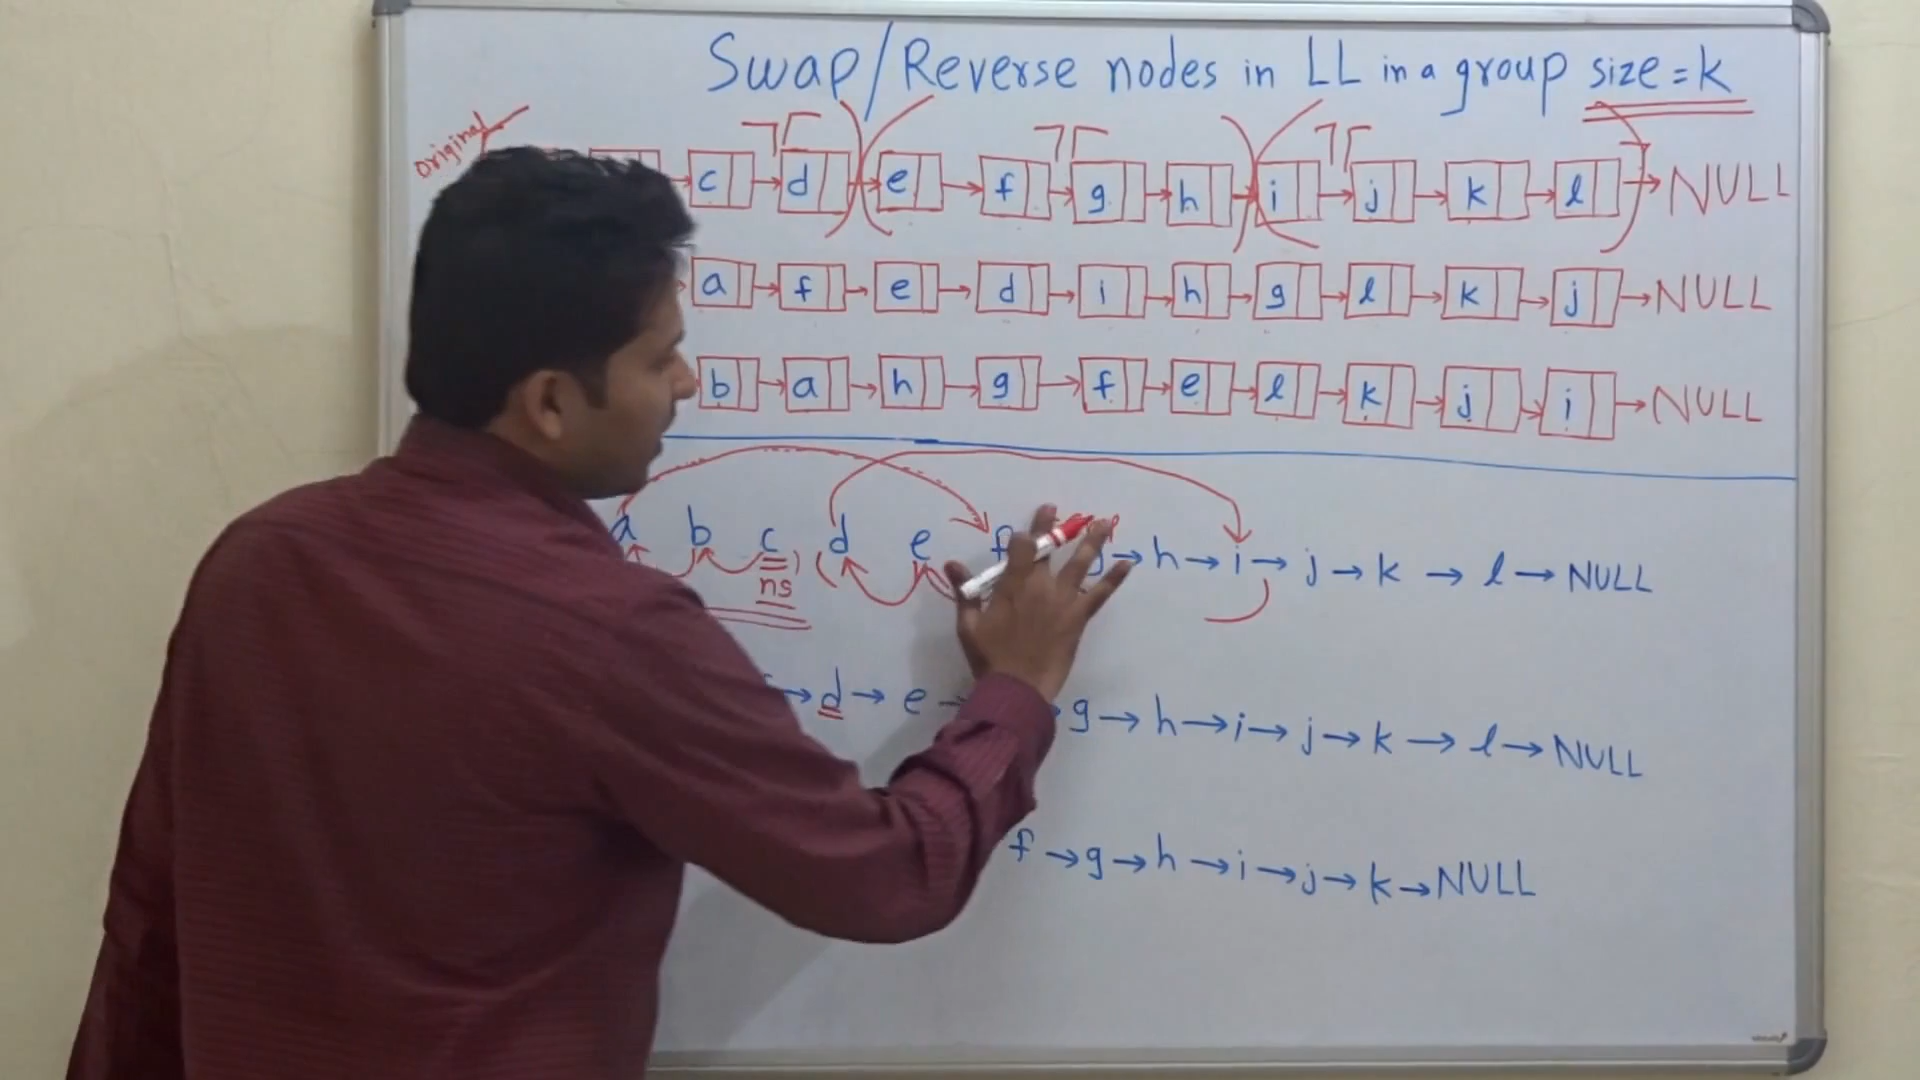 Swap/Reverse nodes in LL in a group size = k
original
c → d → e → f → g → h → i → j → k → l → NULL
a → f → e → d → i → h → g → l → k → j → NULL
b → a → h → g → f → e → l → k → j → i → NULL
a b c d e f → h → i → j → k → l → NULL
ns
→ d → e → g → h → i → j → k → l → NULL
f → g → h → i → j → k → NULL